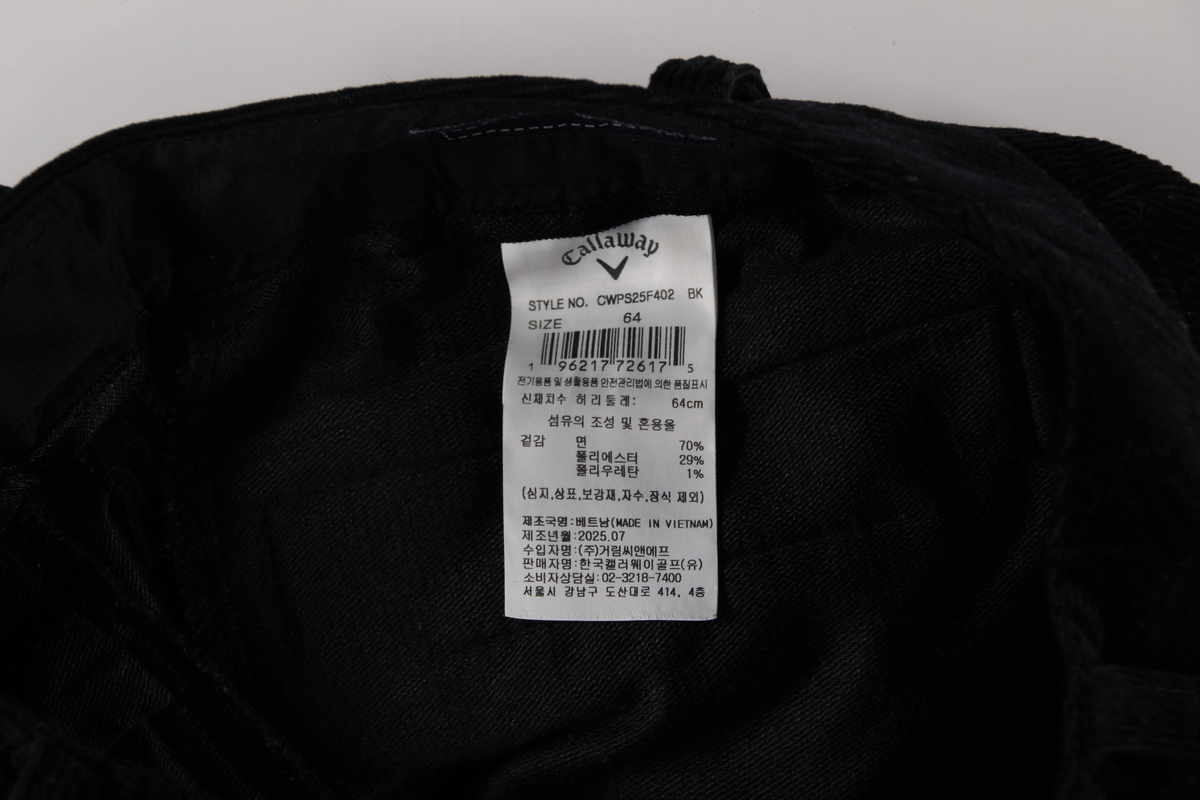 Callaway
STYLE NO. CWPS25F402 BK
SIZE 64
1 96217 72617 5
전기용품 및 생활용품 안전관리법에 의한 품질표시
신체치수 허리둘레: 64cm
섬유의 조성 및 혼용율
겉감 면 70%
폴리에스터 29%
폴리우레탄 1%
(심지,상표,보강재,자수,장식 제외)
제조국명:베트남(MADE IN VIETNAM)
제조년월:2025.07
수입자명:(주)거림씨앤에프
판매자명:한국캘러웨이골프(유)
소비자상담실:02-3218-7400
서울시 강남구 도산대로 414, 4층